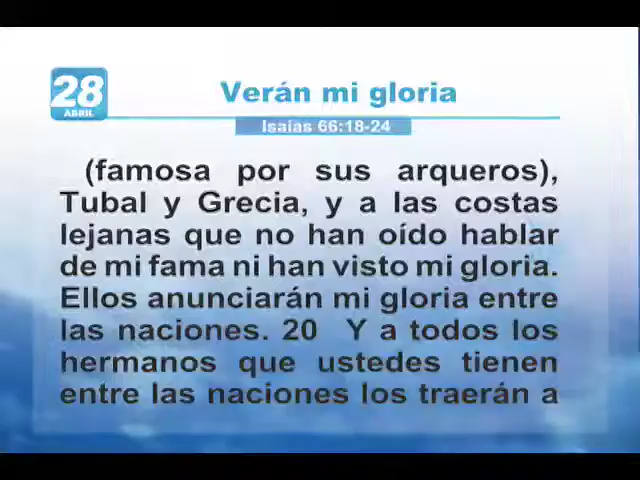 28
ABRIL
Verán mi gloria
Isaías 66:18-24
(famosa por sus arqueros),
Tubal y Grecia, y a las costas
lejanas que no han oído hablar
de mi fama ni han visto mi gloria.
Ellos anunciarán mi gloria entre
las naciones. 20 Y a todos los
hermanos que ustedes tienen
entre las naciones los traerán a